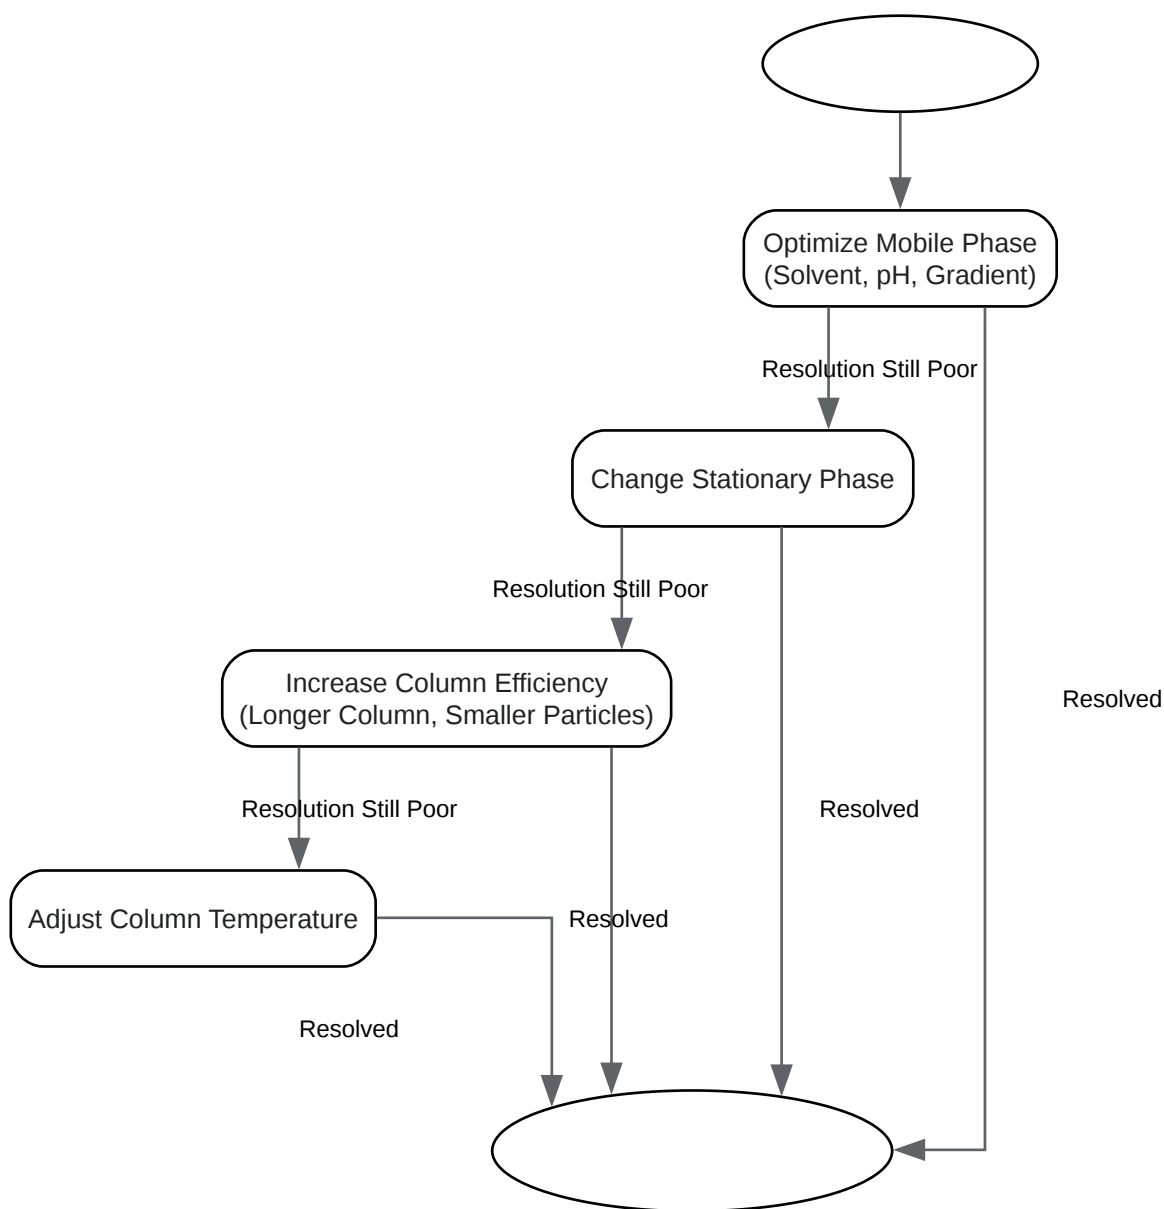 Optimize Mobile Phase
(Solvent, pH, Gradient)
Resolution Still Poor
Change Stationary Phase
Resolution Still Poor
Increase Column Efficiency
(Longer Column, Smaller Particles)
Resolved
Resolution Still Poor
Resolved
Adjust Column Temperature
Resolved
Resolved